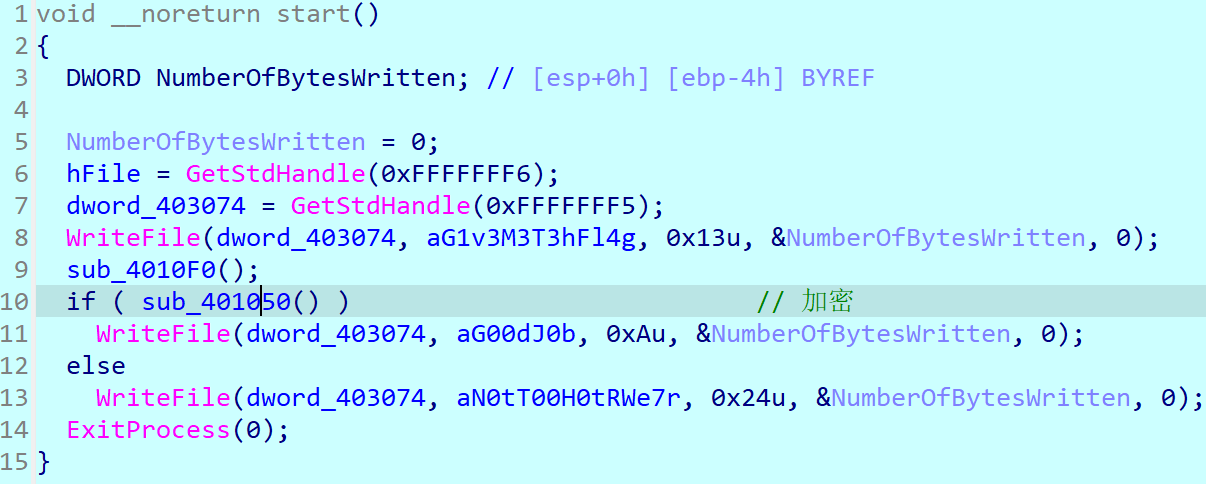 1 void __noreturn start()
2 {
3   DWORD NumberOfBytesWritten; // [esp+0h] [ebp-4h] BYREF
4
5   NumberOfBytesWritten = 0;
6   hFile = GetStdHandle(0xFFFFFFF6);
7   dword_403074 = GetStdHandle(0xFFFFFFF5);
8   WriteFile(dword_403074, aG1v3M3T3hFl4g, 0x13u, &NumberOfBytesWritten, 0);
9   sub_4010F0();
10   if ( sub_401050() )                           // 加密
11     WriteFile(dword_403074, aG00dJ0b, 0xAu, &NumberOfBytesWritten, 0);
12   else
13     WriteFile(dword_403074, aN0tT00H0tRWe7r, 0x24u, &NumberOfBytesWritten, 0);
14   ExitProcess(0);
15 }